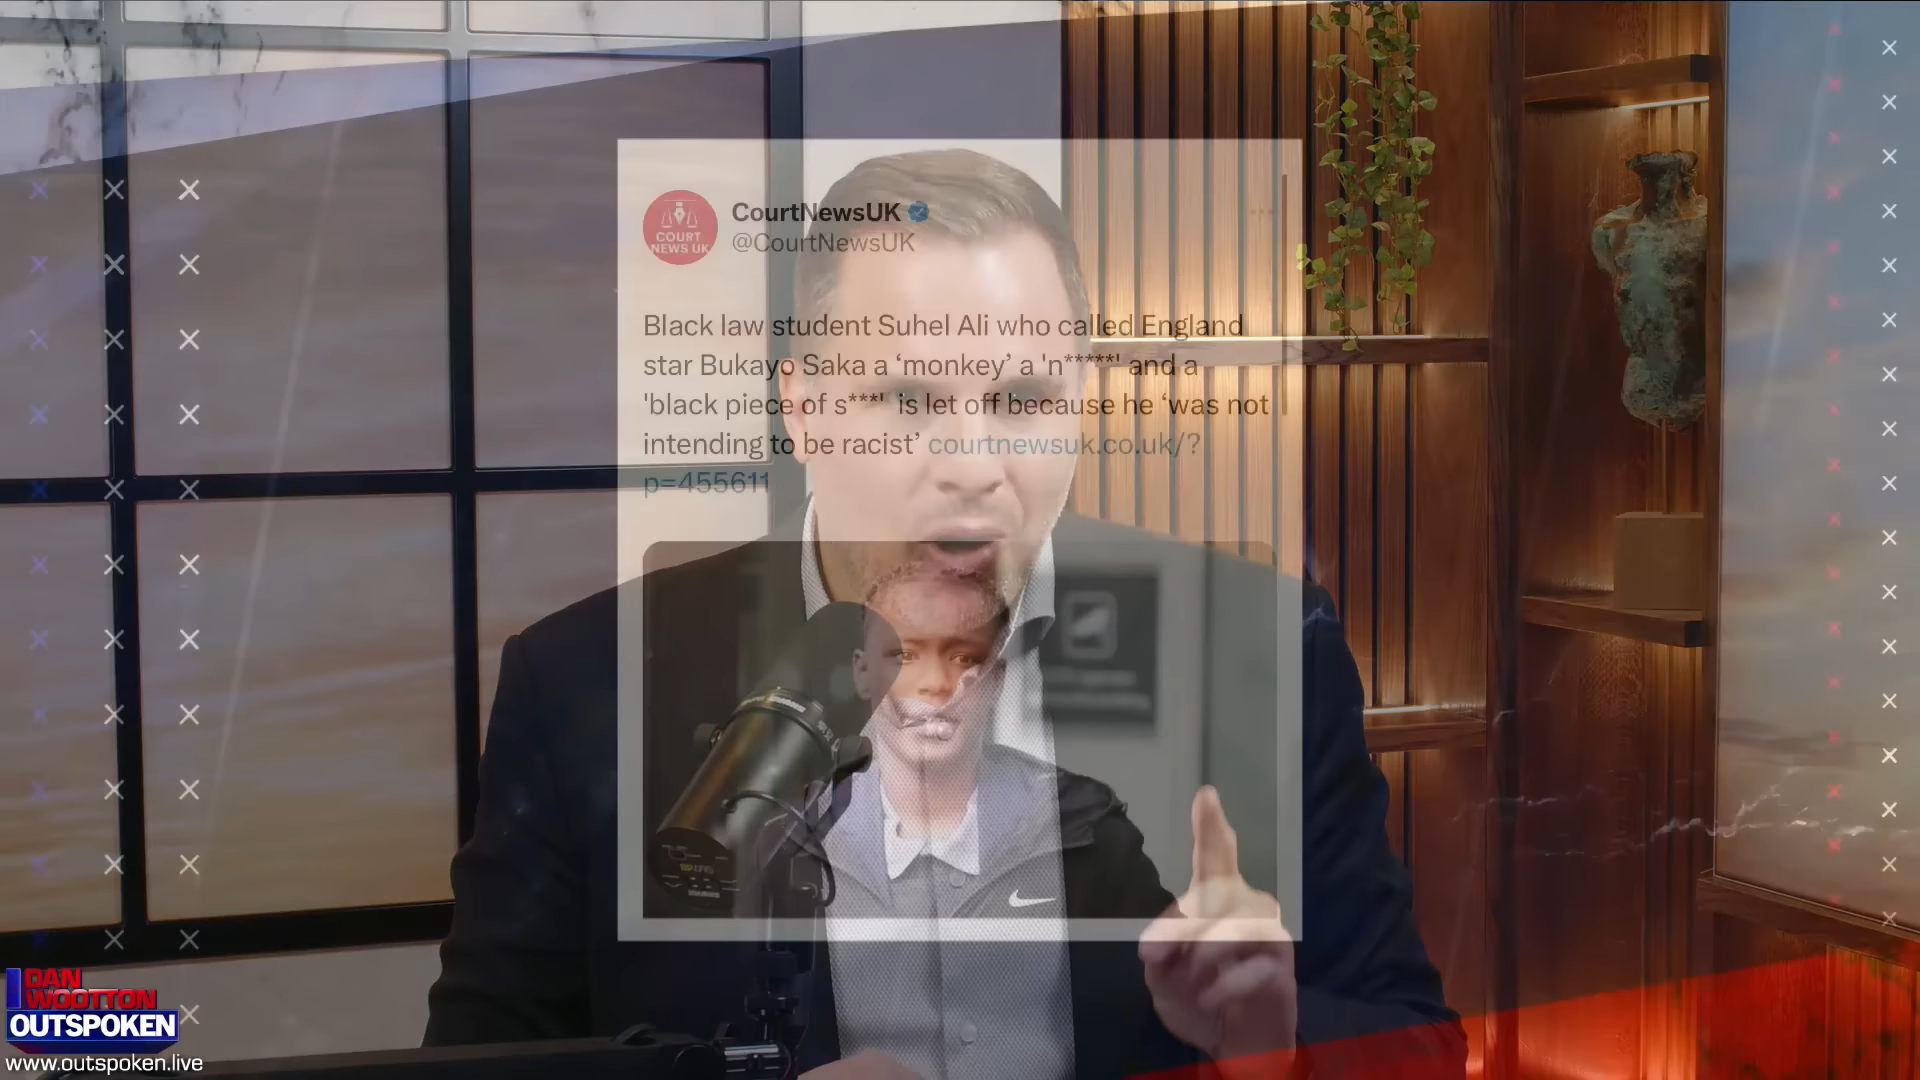 CourtNewsUK
@CourtNewsUK
COURT
NEWS UK
Black law student Suhel Ali who called England
star Bukayo Saka a ‘monkey’ a 'n*****' and a
'black piece of s***' is let off because he ‘was not
intending to be racist’ courtnewsuk.co.uk/?
p=455611
DAN
WOOTTON
OUTSPOKEN
www.outspoken.live